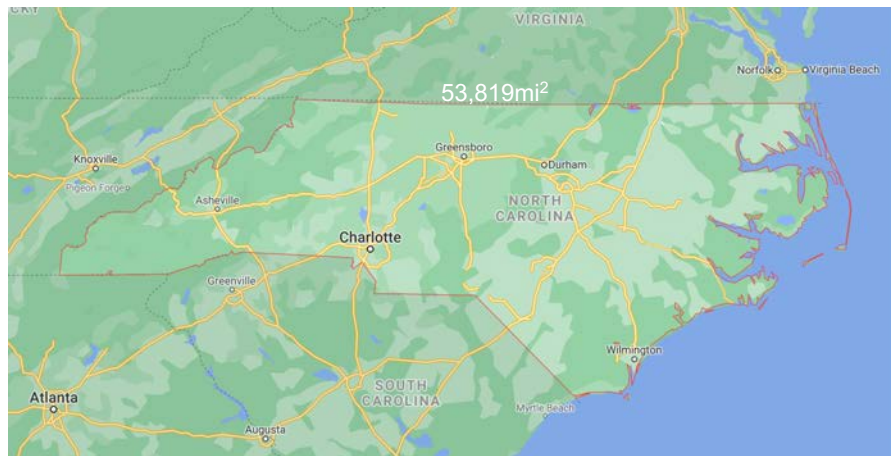 CKY
VIRGINIA
53,819mi²
Norfolk
Virginia Beach
Knoxville
Greensboro
Durham
Pigeon Forge
Asheville
NORTH
CAROLINA
Charlotte
Greenville
Wilmington
Atlanta
SOUTH
CAROLINA
Myrtle Beach
Augusta